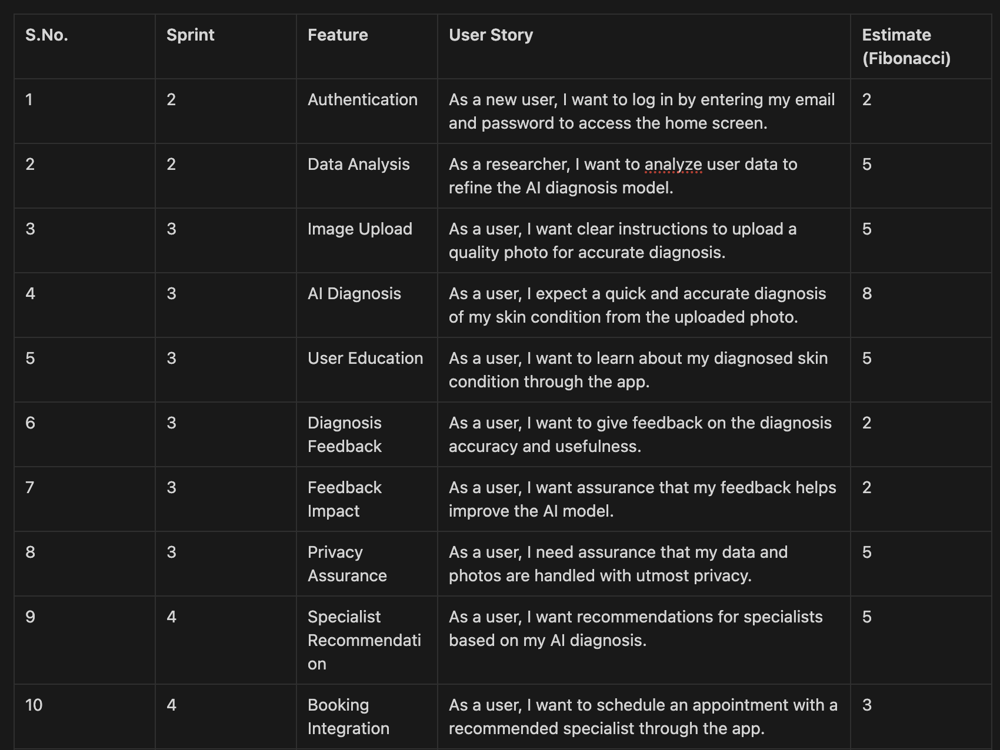 S.No. Sprint Feature User Story Estimate
(Fibonacci)
1 2 Authentication As a new user, I want to log in by entering my email 2
and password to access the home screen.
2 2 Data Analysis As a researcher, I want to analyze user data to 5
refine the AI diagnosis model.
3 3 Image Upload As a user, I want clear instructions to upload a 5
quality photo for accurate diagnosis.
4 3 AI Diagnosis As a user, I expect a quick and accurate diagnosis 8
of my skin condition from the uploaded photo.
5 3 User Education As a user, I want to learn about my diagnosed skin 5
condition through the app.
6 3 Diagnosis As a user, I want to give feedback on the diagnosis 2
Feedback accuracy and usefulness.
7 3 Feedback As a user, I want assurance that my feedback helps 2
Impact improve the AI model.
8 3 Privacy As a user, I need assurance that my data and 5
Assurance photos are handled with utmost privacy.
9 4 Specialist As a user, I want recommendations for specialists 5
Recommendati based on my AI diagnosis.
on
10 4 Booking As a user, I want to schedule an appointment with a 3
Integration recommended specialist through the app.